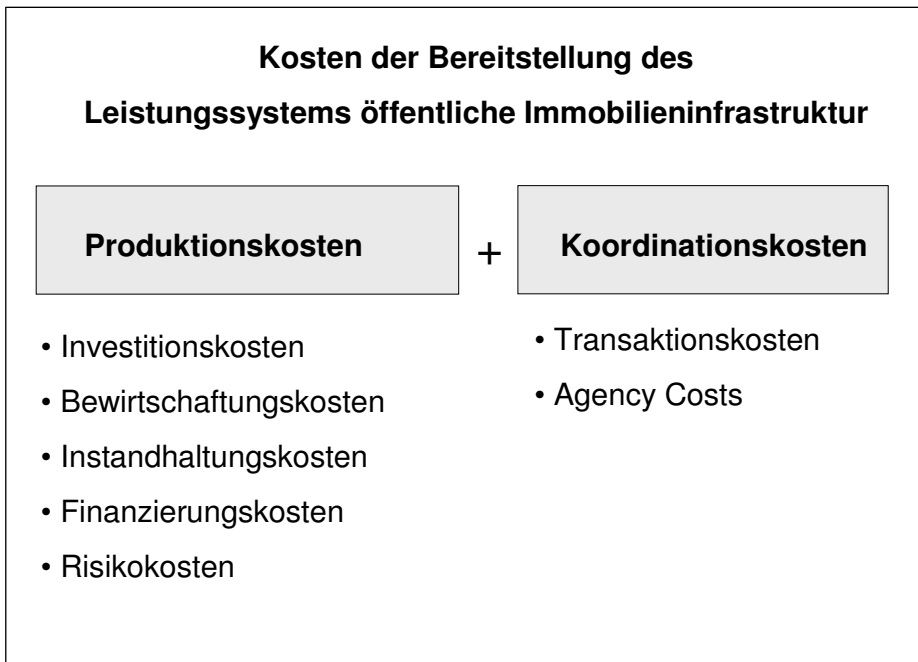 Kosten der Bereitstellung des
Leistungssystems öffentliche Immobilieninfrastruktur
Produktionskosten
+
Koordinationskosten
• Investitionskosten
• Bewirtschaftungskosten
• Instandhaltungskosten
• Finanzierungskosten
• Risikokosten
• Transaktionskosten
• Agency Costs